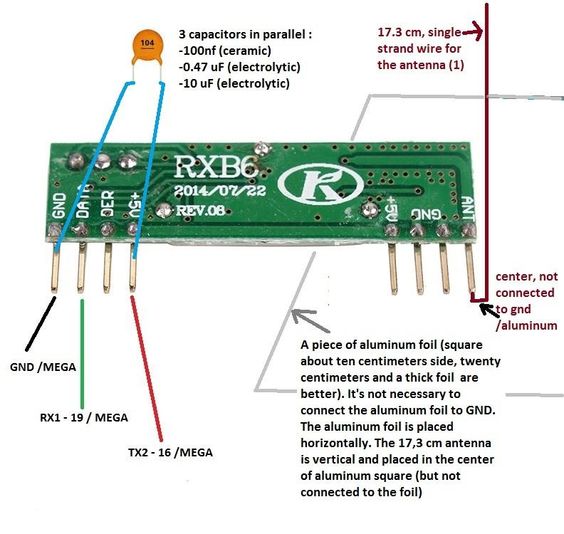 104
3 capacitors in parallel :
-100nf (ceramic)
-0.47 uF (electrolytic)
-10 uF (electrolytic)
17.3 cm, single
strand wire for
the antenna (1)
RXB6
2014/07/22
REV.08
K
GND
DATA
DER
+5V
+5V
GND
ANT
center, not
connected
to gnd
/aluminum
GND /MEGA
RX1 - 19 / MEGA
TX2 - 16 /MEGA
A piece of aluminum foil (square
about ten centimeters side, twenty
centimeters and a thick foil are
better). It's not necessary to
connect the aluminum foil to GND.
The aluminum foil is placed
horizontally. The 17,3 cm antenna
is vertical and placed in the center
of aluminum square (but not
connected to the foil)